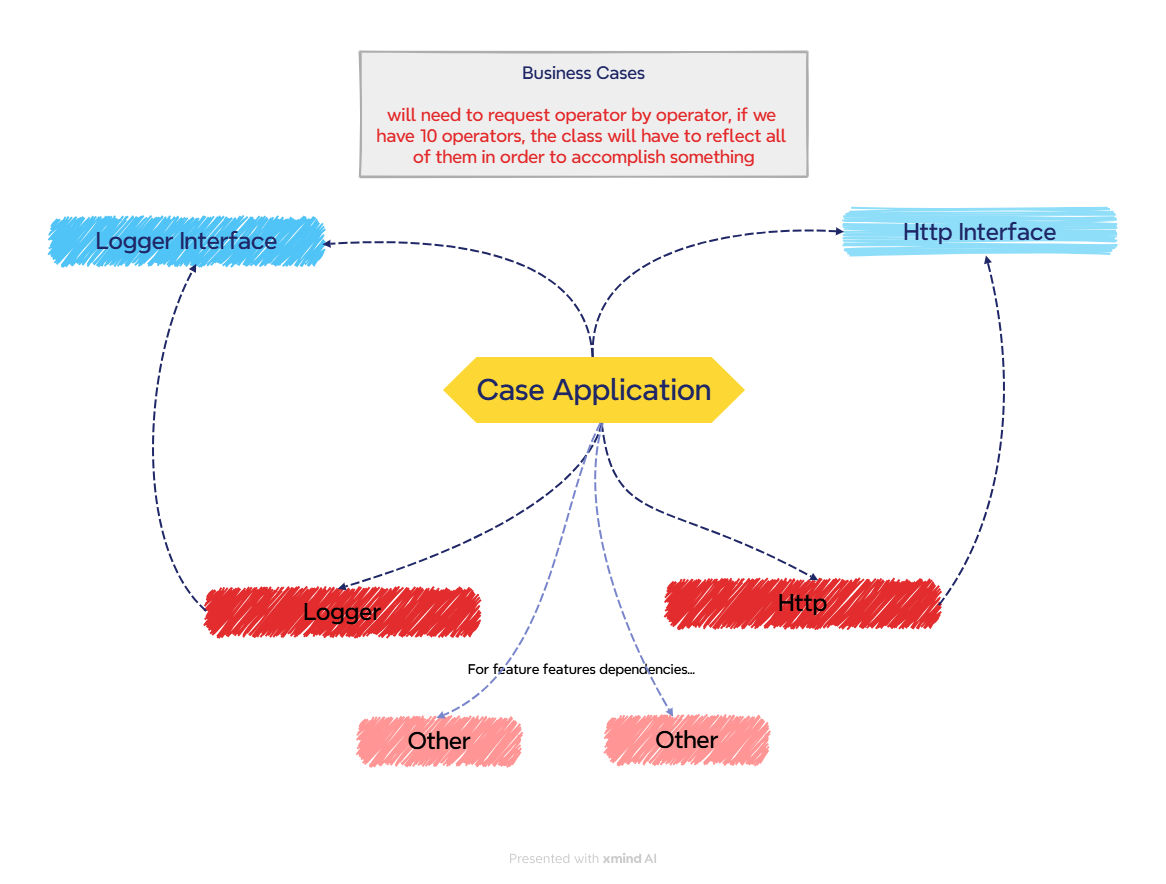 Business Cases
will need to request operator by operator, if we
have 10 operators, the class will have to reflect all
of them in order to accomplish something
Logger Interface
Http Interface
Case Application
Logger
Http
For feature features dependencies...
Other
Other
Presented with xmind AI